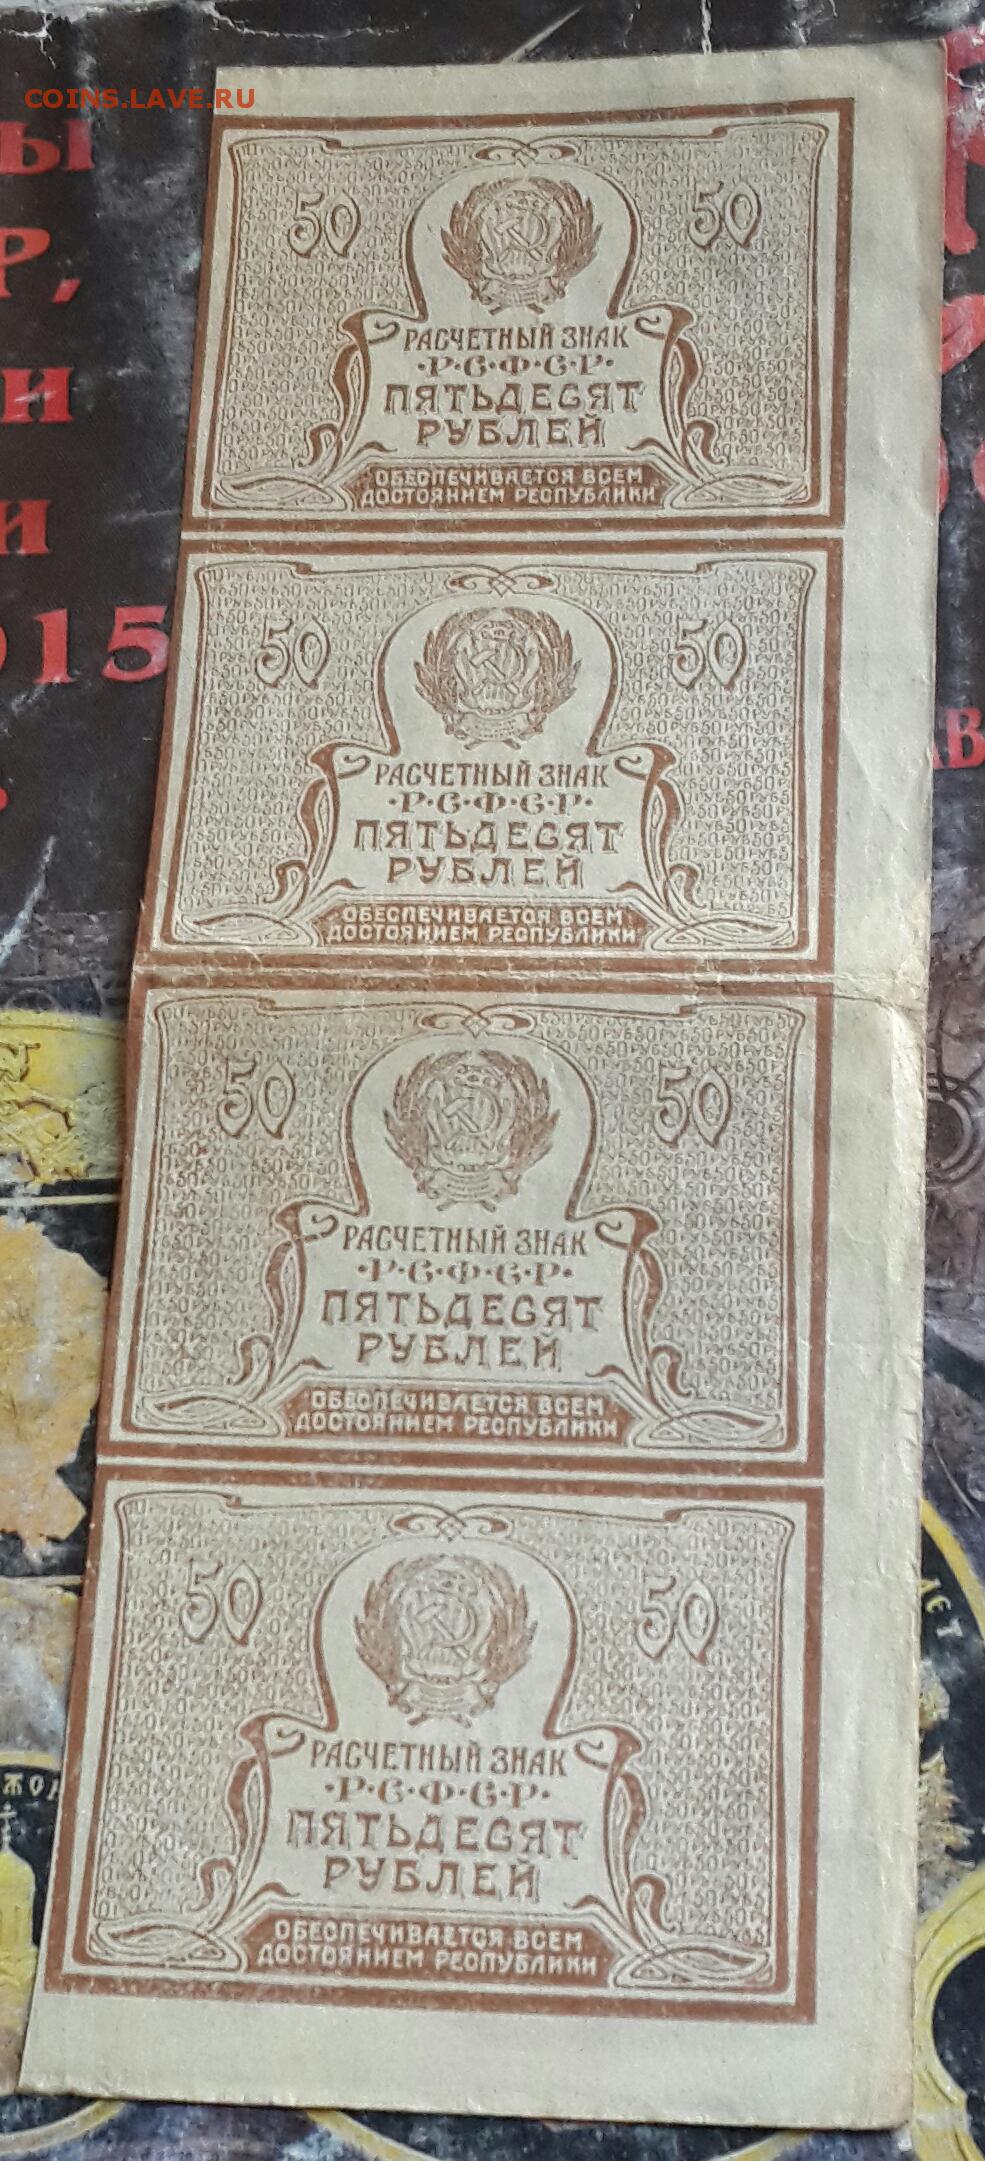 COINS.LAVE.RU
ы
Р,
и
и
015
50 50
РАСЧЕТНЫЙ ЗНАК
·Р·С·Ф·С·Р·
ПЯТЬДЕСЯТ
РУБЛЕЙ
ОБЕСПЕЧИВАЕТСЯ ВСЕМ
ДОСТОЯНИЕМ РЕСПУБЛИКИ
50 50
РАСЧЕТНЫЙ ЗНАК
·Р·С·Ф·С·Р·
ПЯТЬДЕСЯТ
РУБЛЕЙ
ОБЕСПЕЧИВАЕТСЯ ВСЕМ
ДОСТОЯНИЕМ РЕСПУБЛИКИ
50 50
РАСЧЕТНЫЙ ЗНАК
·Р·С·Ф·С·Р·
ПЯТЬДЕСЯТ
РУБЛЕЙ
ОБЕСПЕЧИВАЕТСЯ ВСЕМ
ДОСТОЯНИЕМ РЕСПУБЛИКИ
50 50
РАСЧЕТНЫЙ ЗНАК
·Р·С·Ф·С·Р·
ПЯТЬДЕСЯТ
РУБЛЕЙ
ОБЕСПЕЧИВАЕТСЯ ВСЕМ
ДОСТОЯНИЕМ РЕСПУБЛИКИ